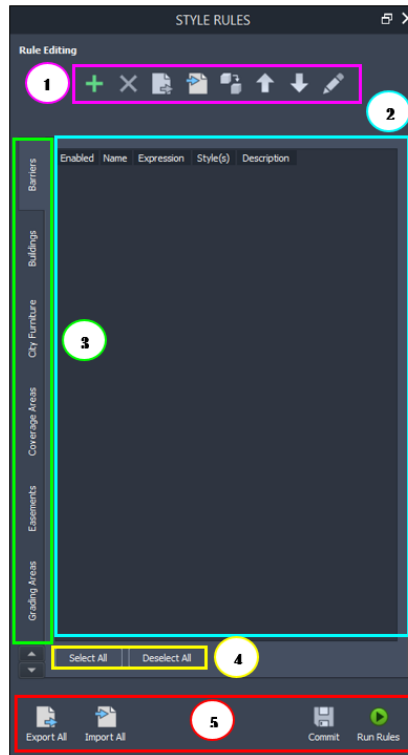 STYLE RULES
Rule Editing
1
2
Enabled Name Expression Style(s) Description
Barriers
Buildings
City Furniture
3
Coverage Areas
Easements
Grading Areas
Select All Deselect All
4
5
Export All Import All Commit Run Rules